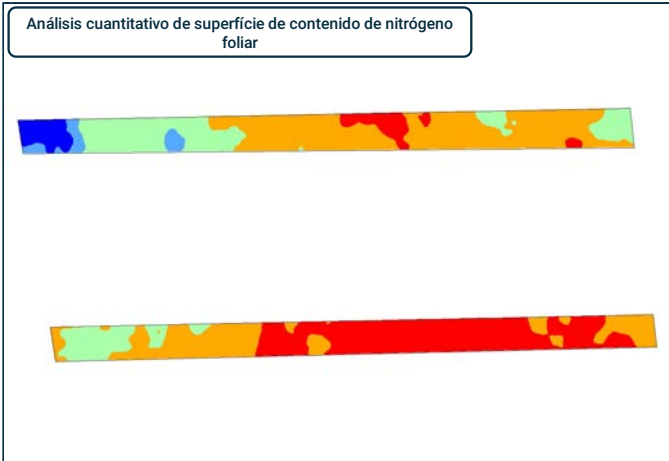 Análisis cuantitativo de superfície de contenido de nitrógeno
foliar